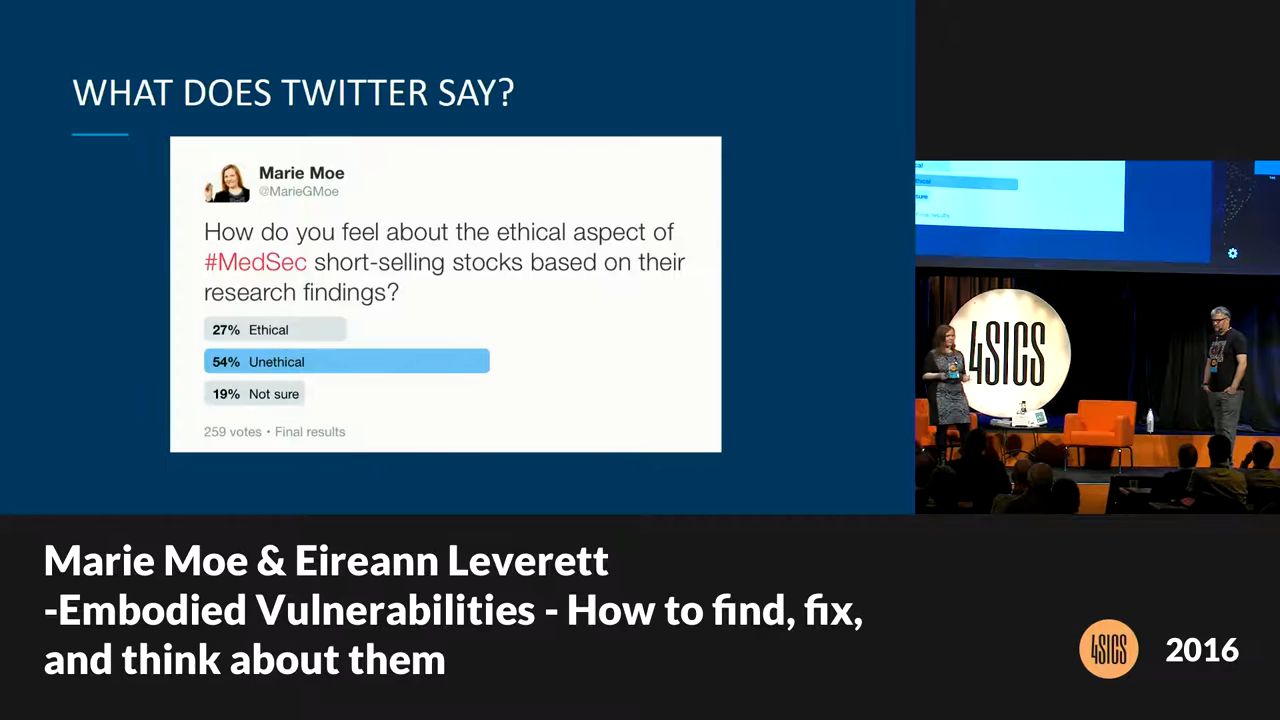 WHAT DOES TWITTER SAY?
Marie Moe
@MarieGMoe
How do you feel about the ethical aspect of
#MedSec short-selling stocks based on their
research findings?
27% Ethical
54% Unethical
19% Not sure
259 votes • Final results
4SICS
Marie Moe & Eireann Leverett
-Embodied Vulnerabilities - How to find, fix,
and think about them
4SICS
2016